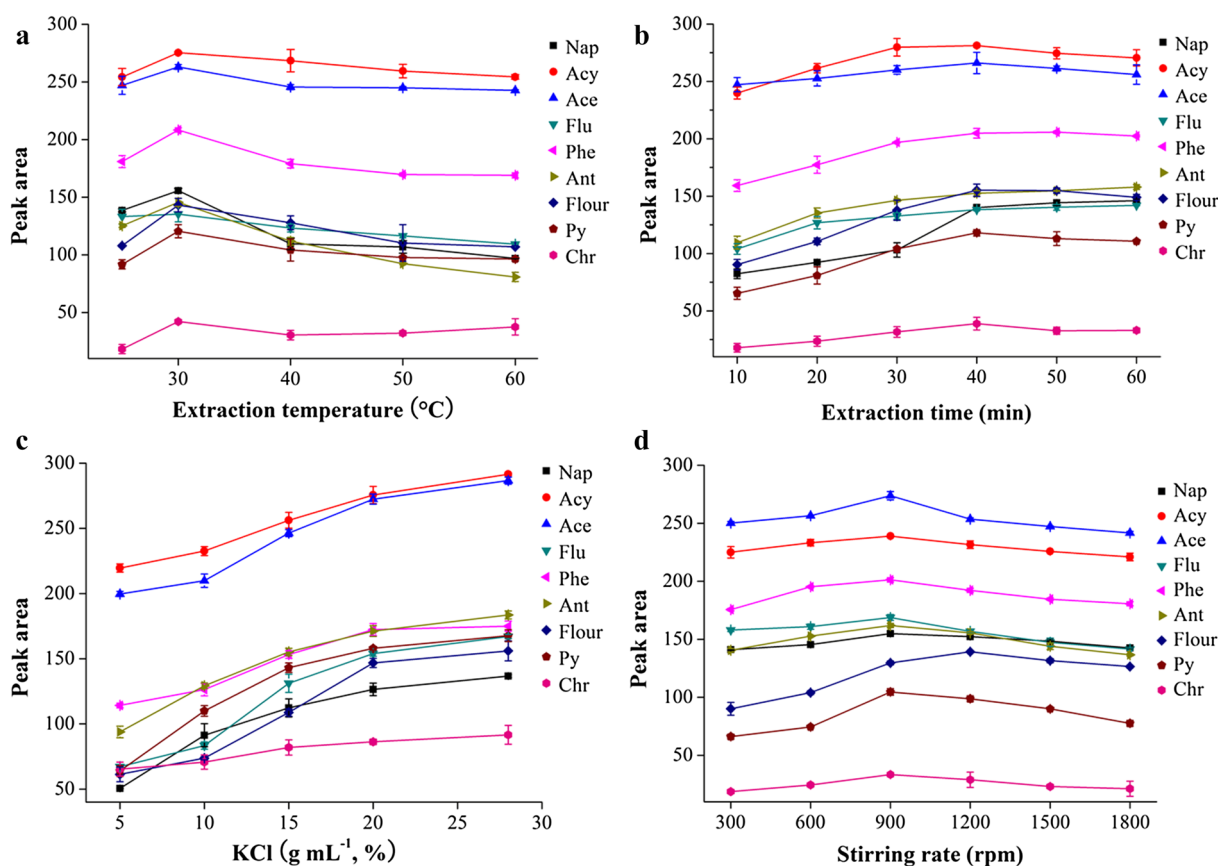 a
300
250
200
150
100
50
Peak area
30
40
50
60
Extraction temperature (°C)
Nap
Acy
Ace
Flu
Phe
Ant
Flour
Py
Chr
b
300
250
200
150
100
50
Peak area
10
20
30
40
50
60
Extraction time (min)
Nap
Acy
Ace
Flu
Phe
Ant
Flour
Py
Chr
c
300
250
200
150
100
50
Peak area
5
10
15
20
25
30
KCl (g mL⁻¹, %)
Nap
Acy
Ace
Flu
Phe
Ant
Flour
Py
Chr
d
300
250
200
150
100
50
Peak area
300
600
900
1200
1500
1800
Stirring rate (rpm)
Nap
Acy
Ace
Flu
Phe
Ant
Flour
Py
Chr